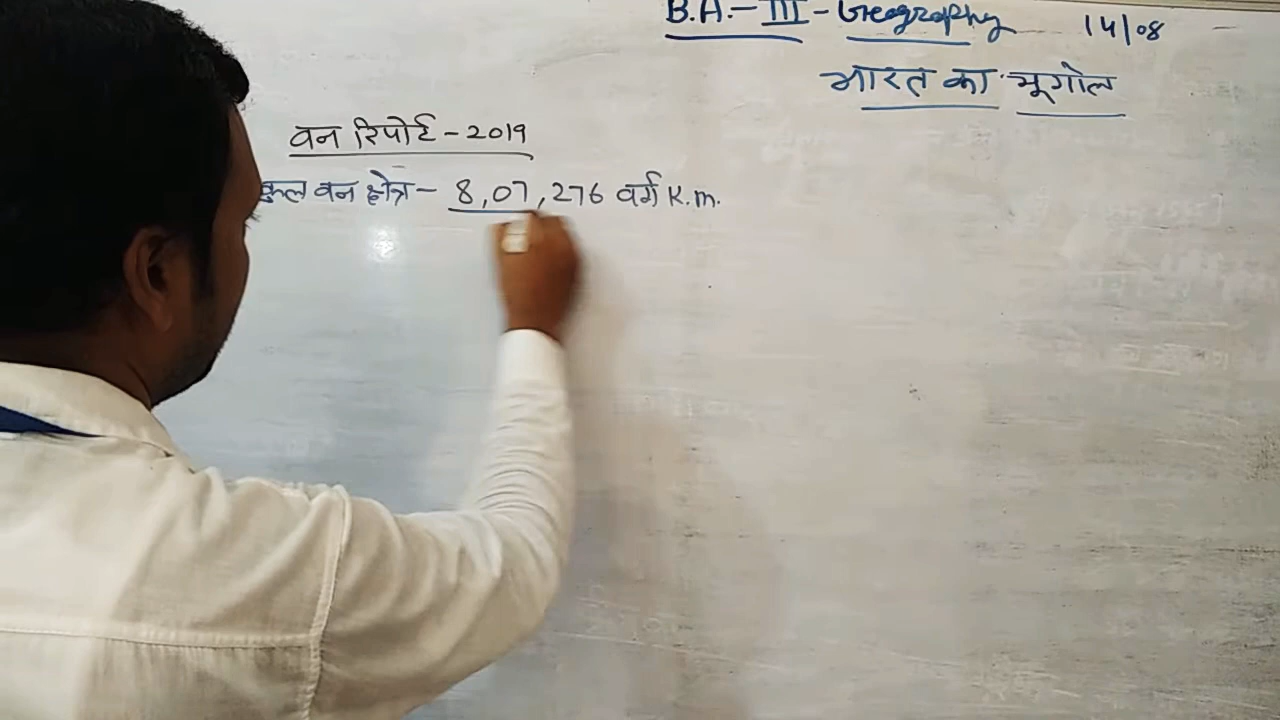 B.A.-III-Geography 14/08
भारत का भूगोल
वन रिपोर्ट-2019
कुल वन क्षेत्र- 8,07,276 वर्ग K.m.